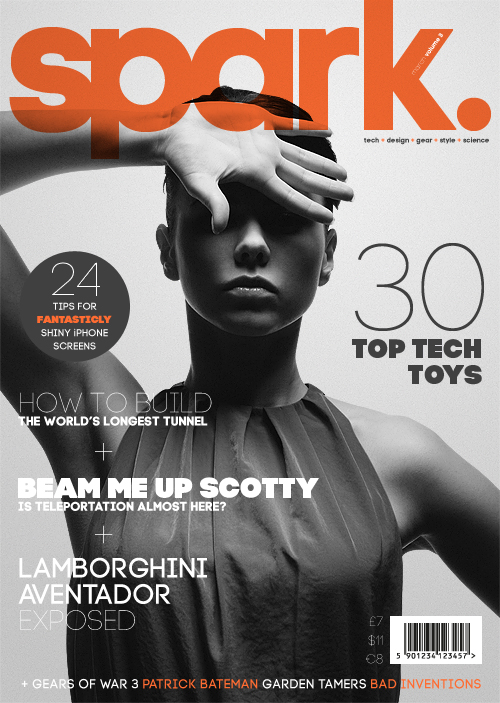 spark.
march volume 3
tech + design + gear + style + science
30
TOP TECH
TOYS
24
TIPS FOR
FANTASTICLY
SHINY iPHONE
SCREENS
HOW TO BUILD
THE WORLD'S LONGEST TUNNEL
+
BEAM ME UP SCOTTY
IS TELEPORTATION ALMOST HERE?
+
LAMBORGHINI
AVENTADOR
EXPOSED
£7
$11
€8
5 901234 123457 >
+ GEARS OF WAR 3 PATRICK BATEMAN GARDEN TAMERS BAD INVENTIONS